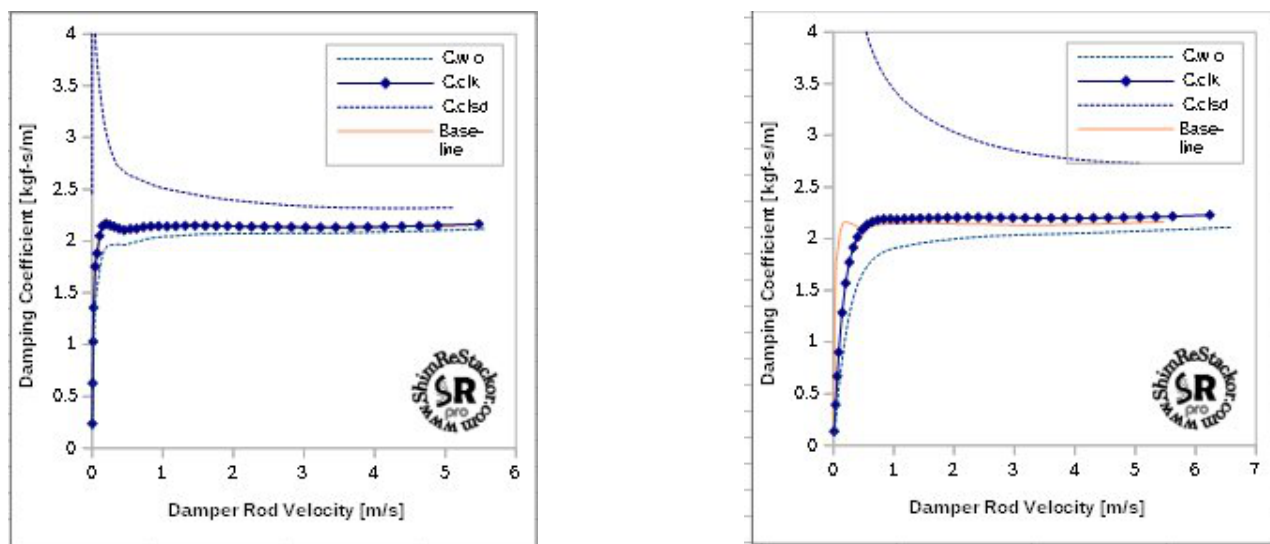 4
3.5
3
2.5
2
1.5
1
0.5
0
C.w o
C.clk
C.clsd
Base-
line
Damping Coefficient [kgf-s/m]
www.ShimReStackor.com
SR
pro
0 1 2 3 4 5 6
Damper Rod Velocity [m/s]
4
3.5
3
2.5
2
1.5
1
0.5
0
C.w o
C.clk
C.clsd
Base-
line
Damping Coefficient [kgf-s/m]
www.ShimReStackor.com
SR
pro
0 1 2 3 4 5 6 7
Damper Rod Velocity [m/s]